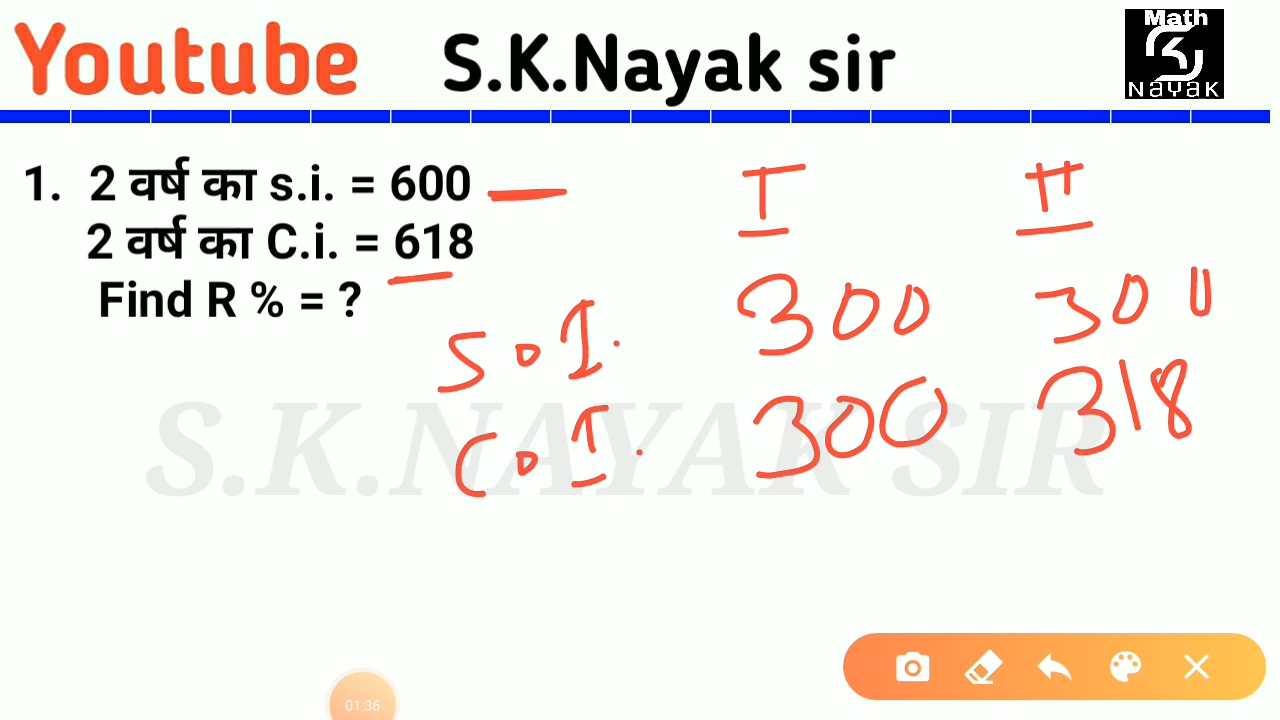 Youtube S.K.Nayak sir
Math
NAYAK
1. 2 वर्ष का s.i. = 600
2 वर्ष का C.i. = 618
Find R % = ?
I II
S.I. 300 300
C.I. 300 318
S.K.NAYAK SIR
01:36